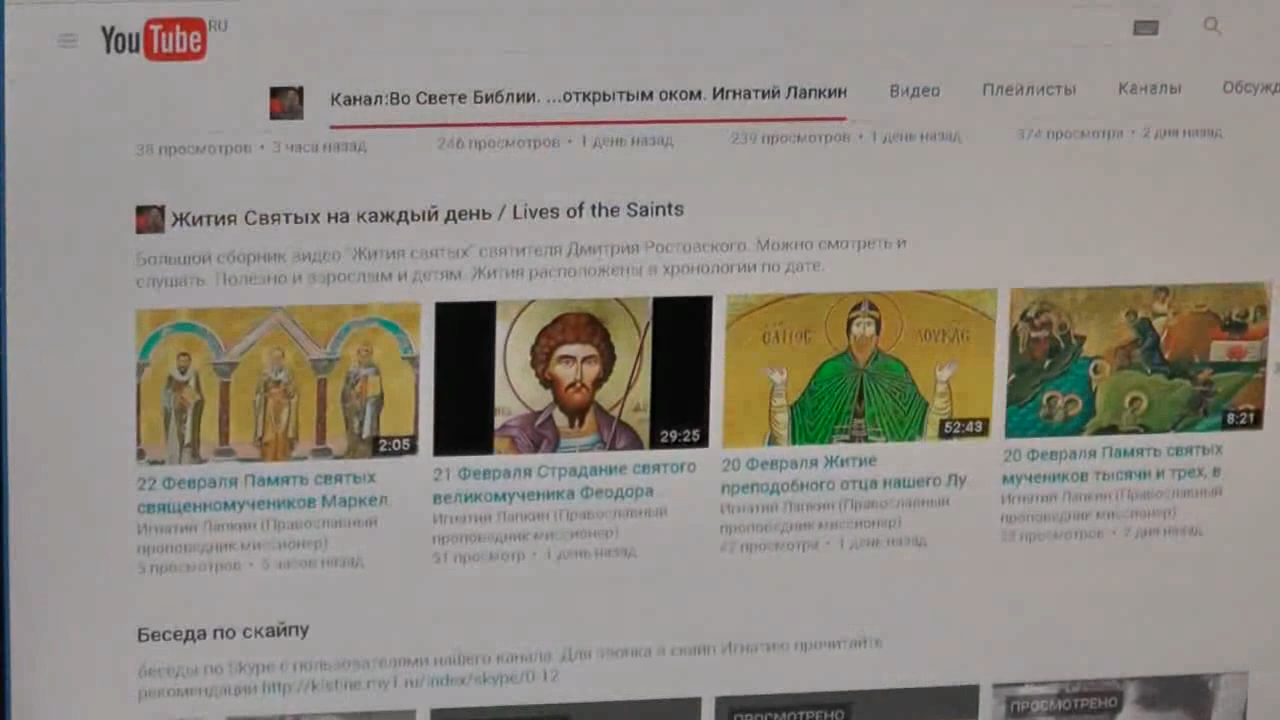 YouTube RU
Канал:Во Свете Библии. ...открытым оком. Игнатий Лапкин
Видео
Плейлисты
Каналы
Обсужд
38 просмотров • 3 часа назад
246 просмотров • 1 день назад
239 просмотров • 1 день назад
374 просмотра • 2 дня назад
Жития Святых на каждый день / Lives of the Saints
Большой сборник видео "Жития святых" святителя Дмитрия Ростовского. Можно смотреть и
слушать. Полезно и взрослым и детям. Жития расположены в хронологии по дате.
ОАГІОС ЛОУКАС
2:05
29:25
52:43
8:21
22 Февраля Память святых
священномучеников Маркел
Игнатий Лапкин (Православный
проповедник миссионер)
5 просмотров • 5 часов назад
21 Февраля Страдание святого
великомученика Феодора
Игнатий Лапкин (Православный
проповедник миссионер)
51 просмотр • 1 день назад
20 Февраля Житие
преподобного отца нашего Лу
Игнатий Лапкин (Православный
проповедник миссионер)
просмотра • 1 день назад
20 Февраля Память святых
мучеников тысячи и трех, в
Игнатий Лапкин (Православный
проповедник миссионер)
просмотров • 2 дня назад
Беседа по скайпу
беседы по Skype с пользователями нашего канала. Для звонка в скайп Игнатию прочитайте
рекомендации http://kistine.my1.ru/index/skype/0-12
ПРОСМОТРЕНО
ПРОСМОТРЕНО